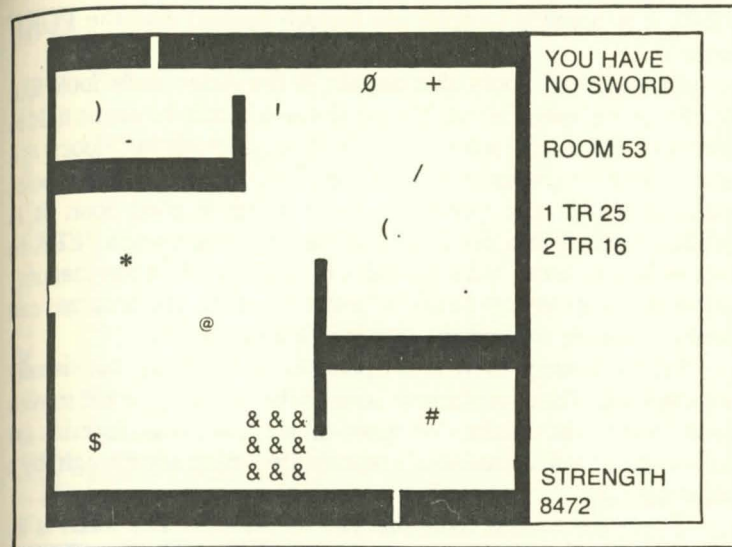 Ø +
) '
-
/
( .
*
.
@
& & & #
$ & & &
& & &
YOU HAVE
NO SWORD
ROOM 53
1 TR 25
2 TR 16
STRENGTH
8472